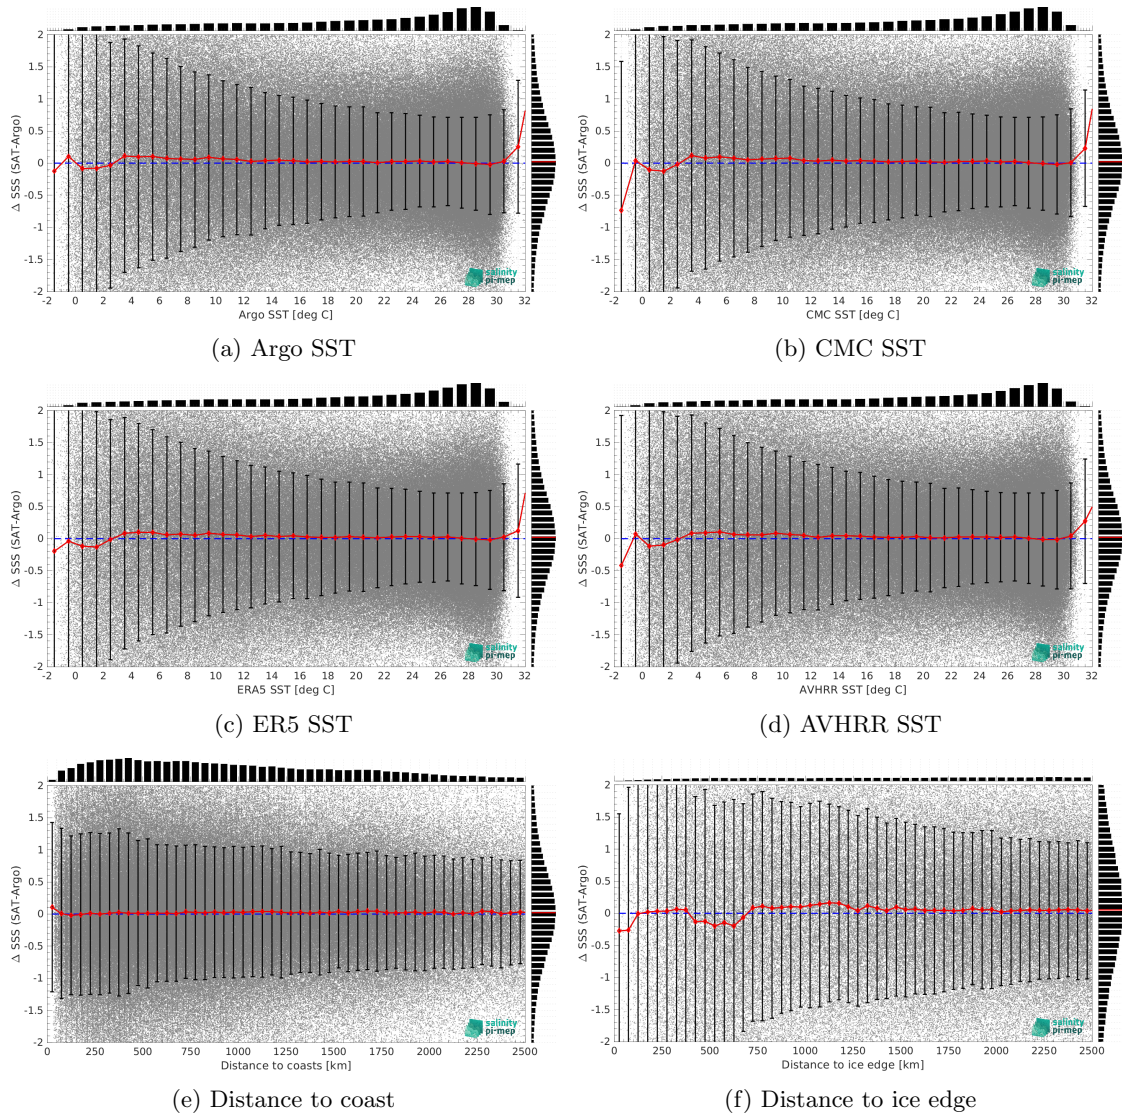 2
1.5
1
0.5
0
-0.5
-1
-1.5
-2
Δ SSS (SAT-Argo)
-2 0 2 4 6 8 10 12 14 16 18 20 22 24 26 28 30 32
Argo SST [deg C]
salinity
pi-mep
(a) Argo SST
2
1.5
1
0.5
0
-0.5
-1
-1.5
-2
Δ SSS (SAT-Argo)
-2 0 2 4 6 8 10 12 14 16 18 20 22 24 26 28 30 32
CMC SST [deg C]
salinity
pi-mep
(b) CMC SST
2
1.5
1
0.5
0
-0.5
-1
-1.5
-2
Δ SSS (SAT-Argo)
-2 0 2 4 6 8 10 12 14 16 18 20 22 24 26 28 30 32
ERA5 SST [deg C]
salinity
pi-mep
(c) ER5 SST
2
1.5
1
0.5
0
-0.5
-1
-1.5
-2
Δ SSS (SAT-Argo)
-2 0 2 4 6 8 10 12 14 16 18 20 22 24 26 28 30 32
AVHRR SST [deg C]
salinity
pi-mep
(d) AVHRR SST
2
1.5
1
0.5
0
-0.5
-1
-1.5
-2
Δ SSS (SAT-Argo)
0 250 500 750 1000 1250 1500 1750 2000 2250 2500
Distance to coasts [km]
salinity
pi-mep
(e) Distance to coast
2
1.5
1
0.5
0
-0.5
-1
-1.5
-2
Δ SSS (SAT-Argo)
0 250 500 750 1000 1250 1500 1750 2000 2250 2500
Distance to ice edge [km]
salinity
pi-mep
(f) Distance to ice edge